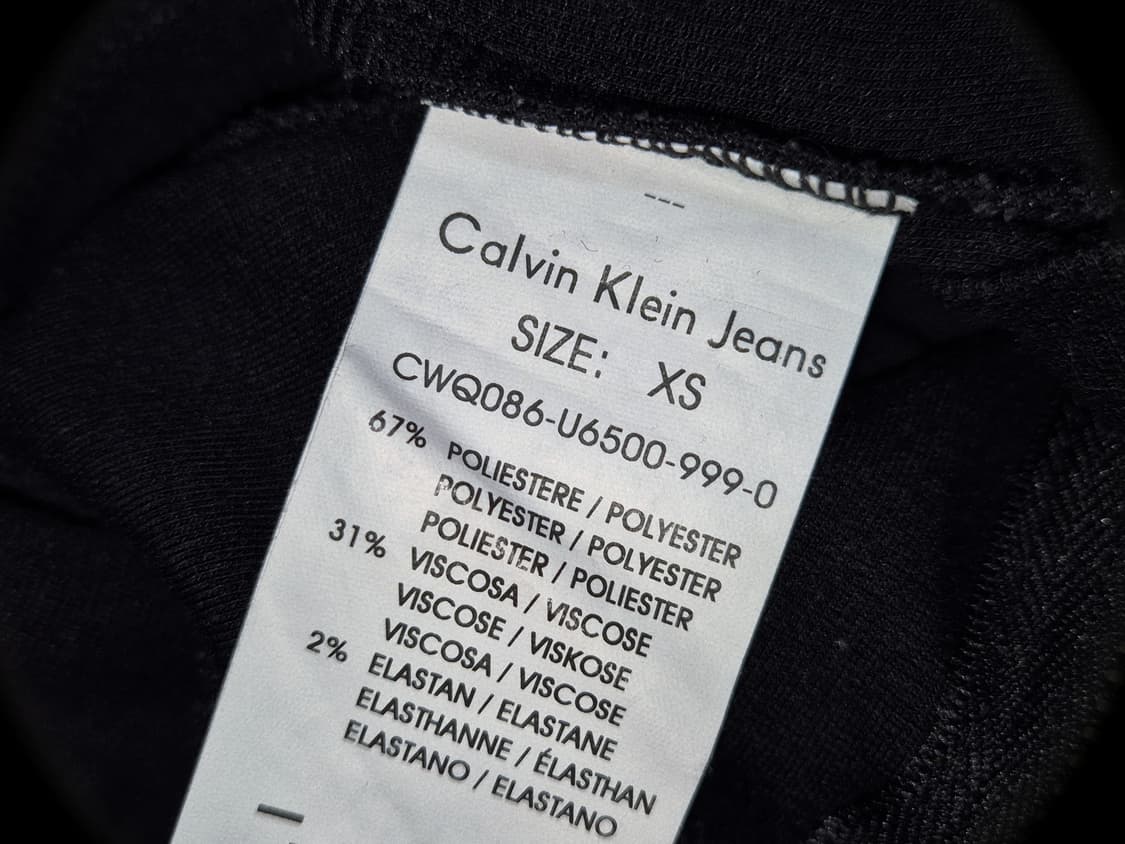 ---
Calvin Klein Jeans
SIZE: XS
CWQ086-U6500-999-0
67% POLIESTERE / POLYESTER
POLYESTER / POLYESTER
POLIESTER / POLIESTER
31% VISCOSA / VISCOSE
VISCOSE / VISKOSE
VISCOSA / VISCOSE
2% ELASTAN / ELASTANE
ELASTHANNE / ÉLASTHAN
ELASTANO / ELASTANO